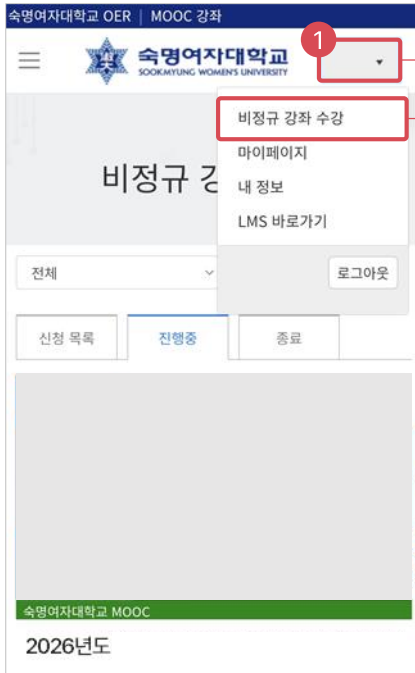 숙명여자대학교 OER | MOOC 강좌
숙명여자대학교
SOOKMYUNG WOMEN'S UNIVERSITY
1
비정규 강좌 수강
마이페이지
내 정보
LMS 바로가기
로그아웃
비정규
전체
신청 목록
진행중
종료
숙명여자대학교 MOOC
2026년도